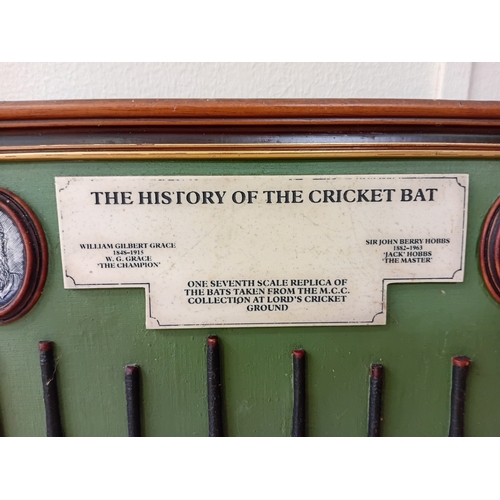 THE HISTORY OF THE CRICKET BAT
WILLIAM GILBERT GRACE
1848-1915
W. G. GRACE
'THE CHAMPION'
SIR JOHN BERRY HOBBS
1882-1963
'JACK' HOBBS
'THE MASTER'
ONE SEVENTH SCALE REPLICA OF
THE BATS TAKEN FROM THE M.C.C.
COLLECTION AT LORD'S CRICKET
GROUND